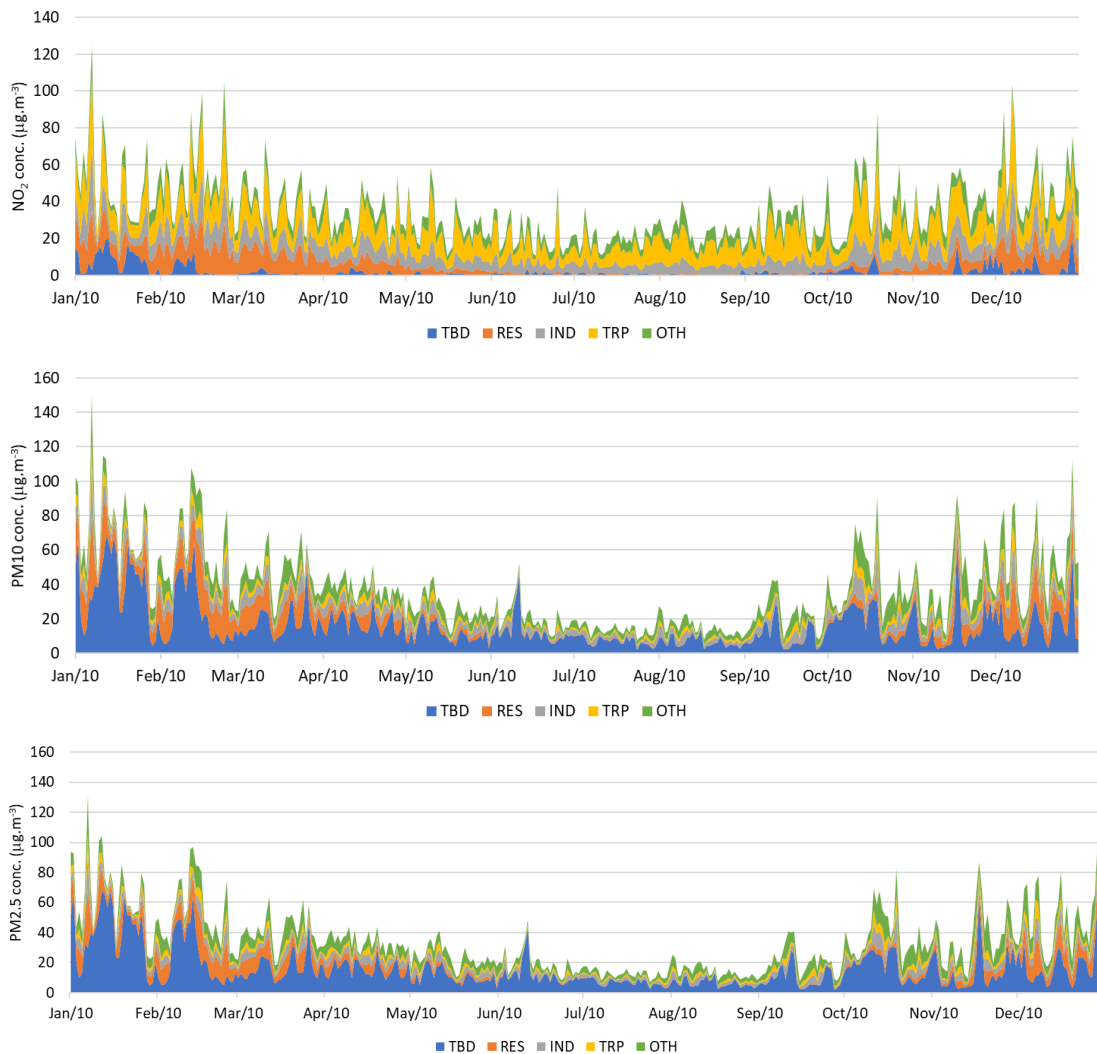 140
120
100
80
60
40
20
0
NO₂ conc. (µg.m⁻³)
Jan/10 Feb/10 Mar/10 Apr/10 May/10 Jun/10 Jul/10 Aug/10 Sep/10 Oct/10 Nov/10 Dec/10
TBD RES IND TRP OTH
160
140
120
100
80
60
40
20
0
PM10 conc. (µg.m⁻³)
Jan/10 Feb/10 Mar/10 Apr/10 May/10 Jun/10 Jul/10 Aug/10 Sep/10 Oct/10 Nov/10 Dec/10
TBD RES IND TRP OTH
160
140
120
100
80
60
40
20
0
PM2.5 conc. (µg.m⁻³)
Jan/10 Feb/10 Mar/10 Apr/10 May/10 Jun/10 Jul/10 Aug/10 Sep/10 Oct/10 Nov/10 Dec/10
TBD RES IND TRP OTH